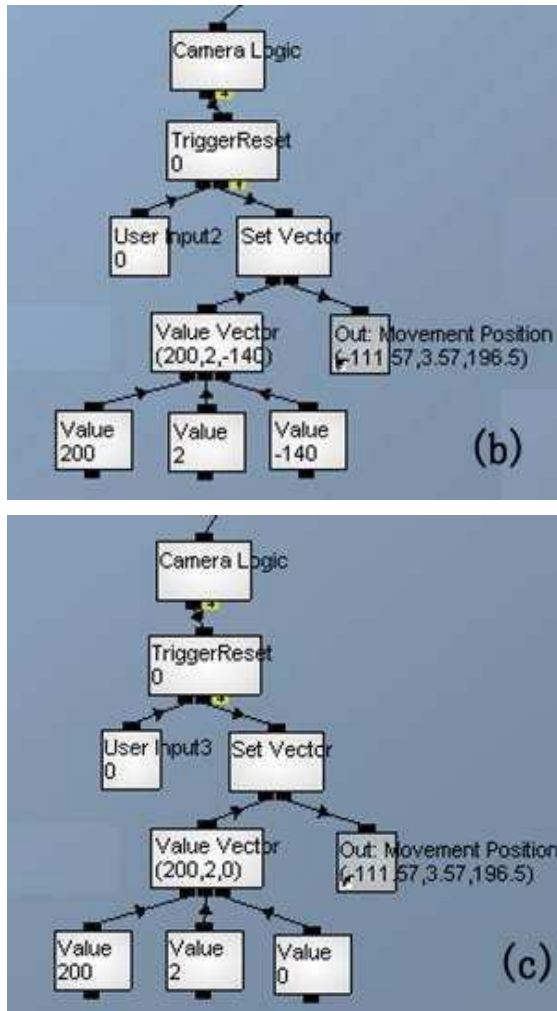 Camera Logic
TriggerReset
0
User Input2
0
Set Vector
Value Vector
(200,2,-140)
Out: Movement Position
(-111.57,3.57,196.5)
Value
200
Value
2
Value
-140
(b)
Camera Logic
TriggerReset
0
User Input3
0
Set Vector
Value Vector
(200,2,0)
Out: Movement Position
(-111.57,3.57,196.5)
Value
200
Value
2
Value
0
(c)